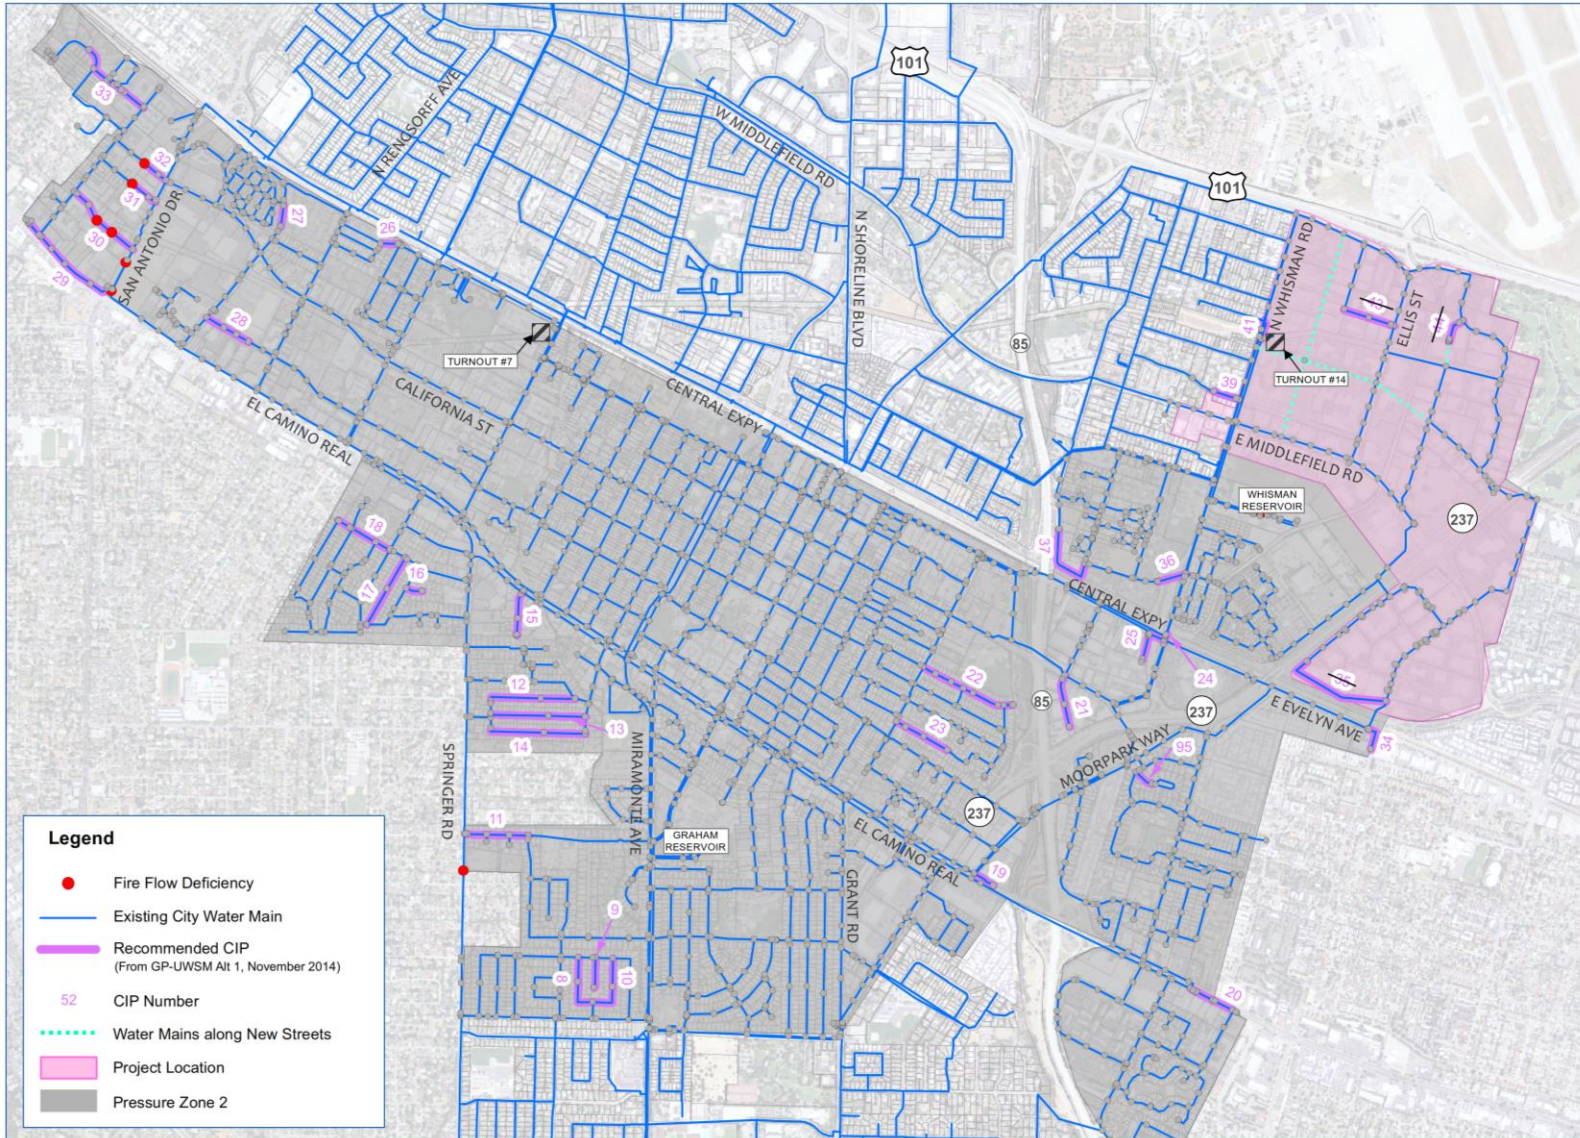 101
33
32
31
30
29
SAN ANTONIO DR
27
26
28
N RENGSORFF AVE
W MIDDLEFIELD RD
N SHORELINE BLVD
101
N WHISMAN RD
ELLIS ST
41
39
85
TURNOUT #7
TURNOUT #14
CALIFORNIA ST
CENTRAL EXPY
EL CAMINO REAL
E MIDDLEFIELD RD
WHISMAN
RESERVOIR
237
18
16
17
15
37
36
CENTRAL EXPY
25
24
12
13
14
22
23
85
21
237
E EVELYN AVE
34
MOORPARK WAY
95
SPRINGER RD
MIRAMONTE AVE
11
GRAHAM
RESERVOIR
237
EL CAMINO REAL
19
GRANT RD
9
8
10
20
Legend
Fire Flow Deficiency
Existing City Water Main
Recommended CIP
(From GP-UWSM Alt 1, November 2014)
52 CIP Number
Water Mains along New Streets
Project Location
Pressure Zone 2